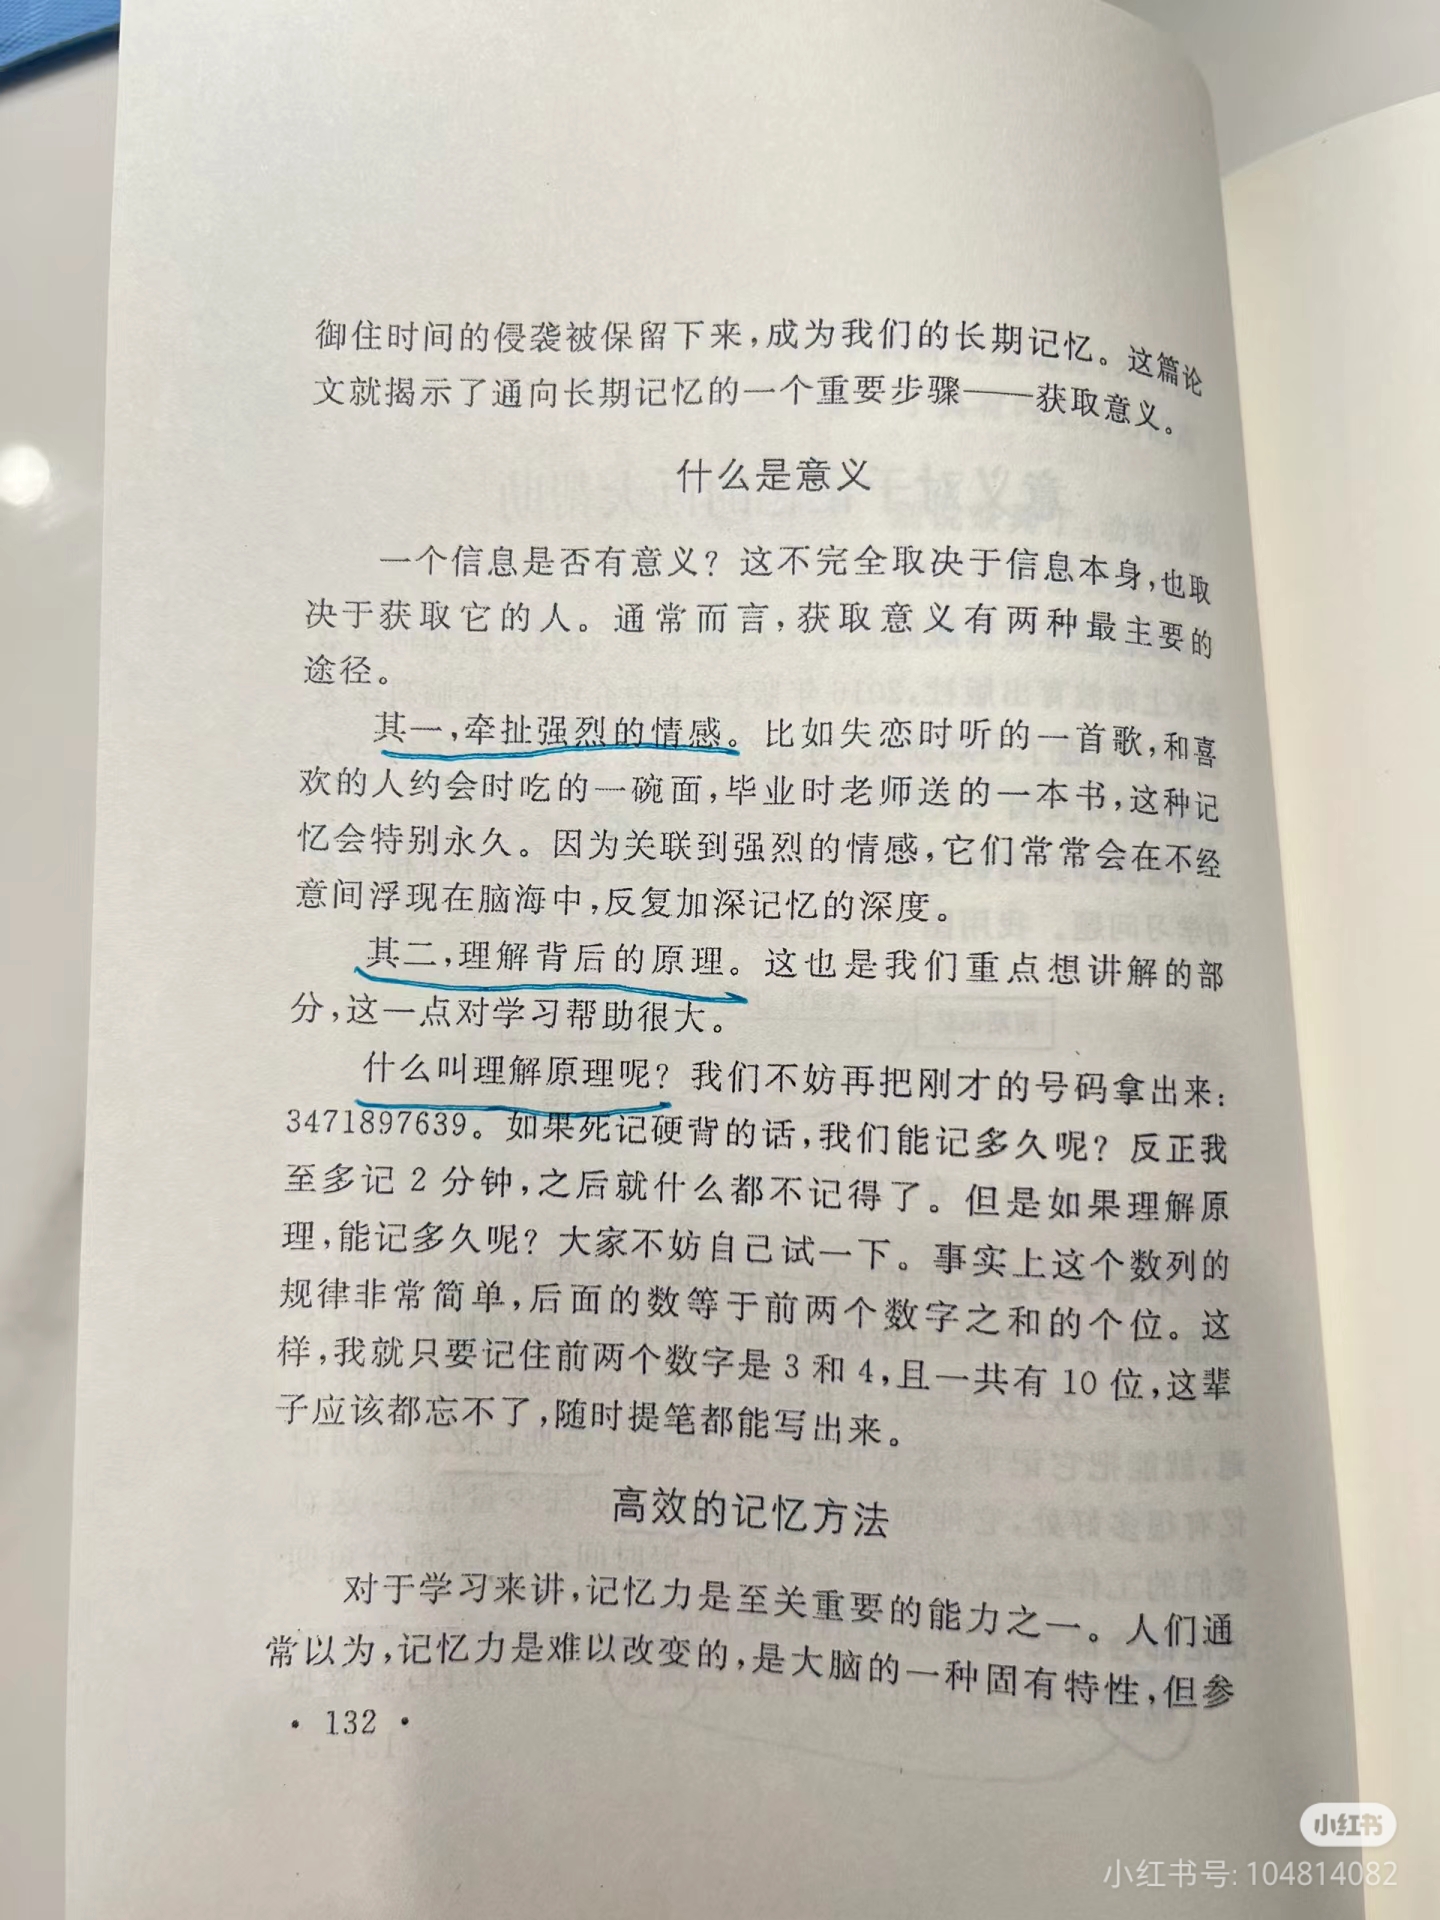 御住时间的侵袭被保留下来，成为我们的长期记忆。这篇论
文就揭示了通向长期记忆的一个重要步骤——获取意义。
什么是意义
一个信息是否有意义？这不完全取决于信息本身，也取
决于获取它的人。通常而言，获取意义有两种最主要的
途径。
其一，牵扯强烈的情感。比如失恋时听的一首歌，和喜
欢的人约会时吃的一碗面，毕业时老师送的一本书，这种记
忆会特别永久。因为关联到强烈的情感，它们常常会在不经
意间浮现在脑海中，反复加深记忆的深度。
其二，理解背后的原理。这也是我们重点想讲解的部
分，这一点对学习帮助很大。
什么叫理解原理呢？我们不妨再把刚才的号码拿出来：
3471897639。如果死记硬背的话，我们能记多久呢？反正我
至多记 2 分钟，之后就什么都不记得了。但是如果理解原
理，能记多久呢？大家不妨自己试一下。事实上这个数列的
规律非常简单，后面的数等于前两个数字之和的个位。这
样，我就只要记住前两个数字是 3 和 4，且一共有 10 位，这辈
子应该都忘不了，随时提笔都能写出来。
高效的记忆方法
对于学习来讲，记忆力是至关重要的能力之一。人们通
常以为，记忆力是难以改变的，是大脑的一种固有特性，但参
· 132 ·
小红书
小红书号: 104814082